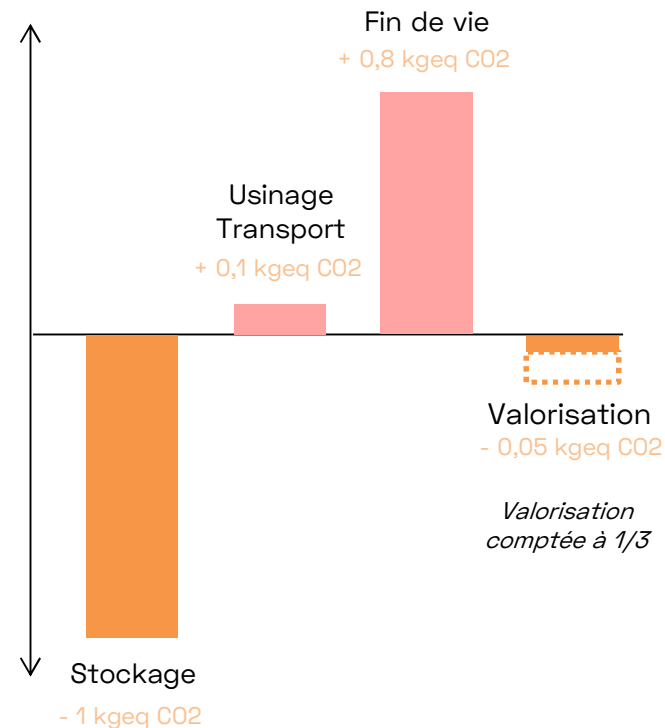 Fin de vie
+ 0,8 kgeq CO2
Usinage
Transport
+ 0,1 kgeq CO2
Valorisation
- 0,05 kgeq CO2
Valorisation
comptée à 1/3
Stockage
- 1 kgeq CO2